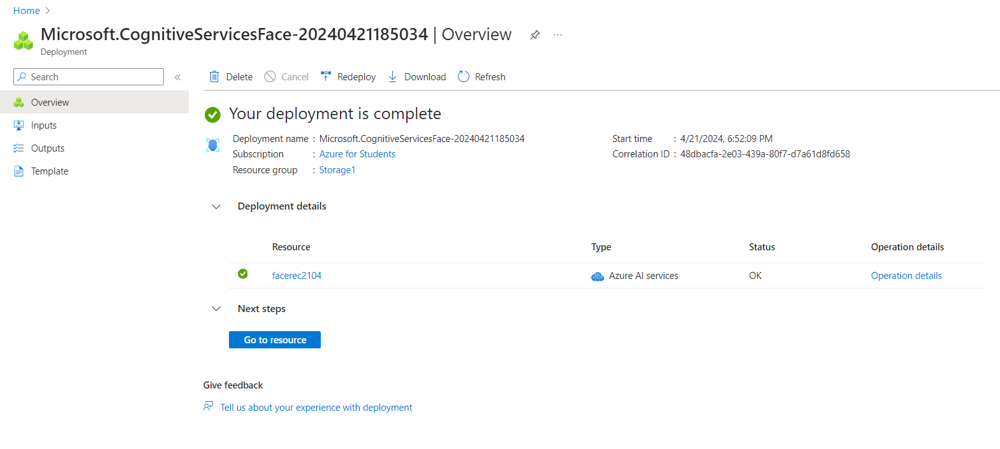 Home >
Microsoft.CognitiveServicesFace-20240421185034 | Overview ...
Deployment
Search «
Delete Cancel Redeploy Download Refresh
Overview
Inputs
Outputs
Template
Your deployment is complete
Deployment name : Microsoft.CognitiveServicesFace-20240421185034 Start time : 4/21/2024, 6:52:09 PM
Subscription : Azure for Students Correlation ID : 48dbacfa-2e03-439a-80f7-d7a61d8fd658
Resource group : Storage1
Deployment details
Resource Type Status Operation details
facerec2104 Azure AI services OK Operation details
Next steps
Go to resource
Give feedback
Tell us about your experience with deployment